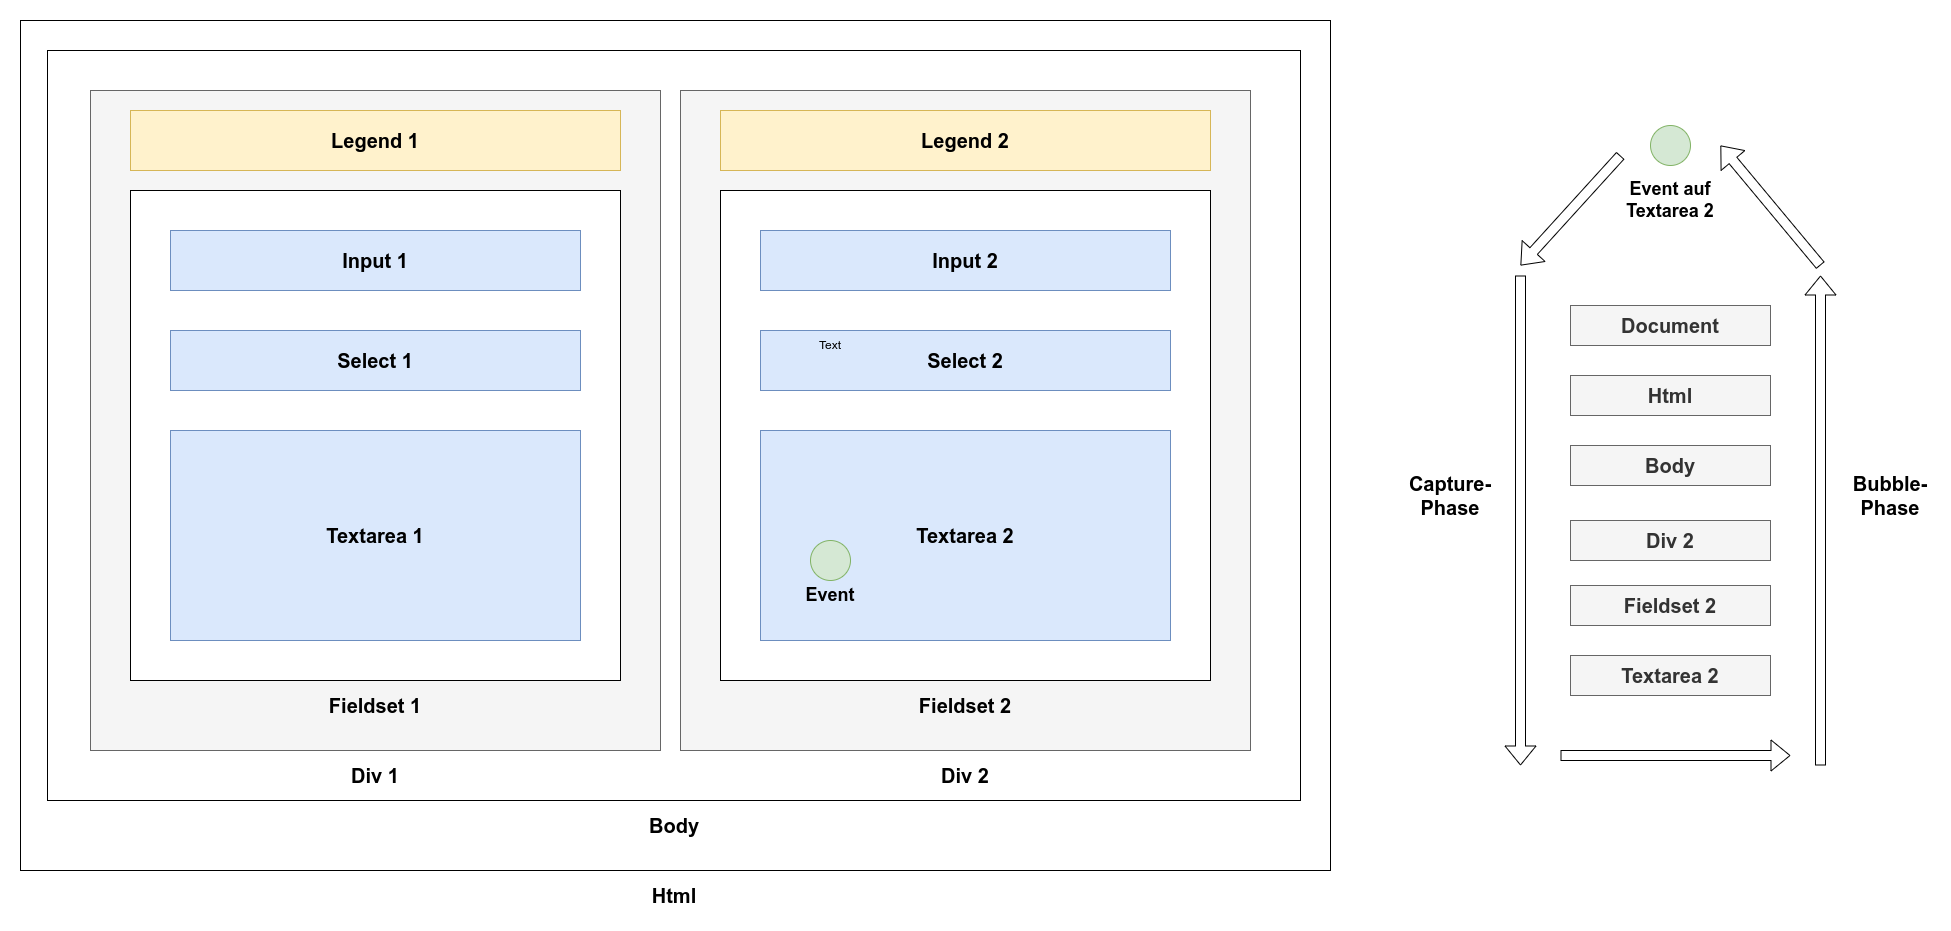 Legend 1
Input 1
Select 1
Textarea 1
Fieldset 1
Div 1
Legend 2
Input 2
Text
Select 2
Textarea 2
Event
Fieldset 2
Div 2
Body
Html
Event auf
Textarea 2
Capture-
Phase
Document
Html
Body
Div 2
Fieldset 2
Textarea 2
Bubble-
Phase